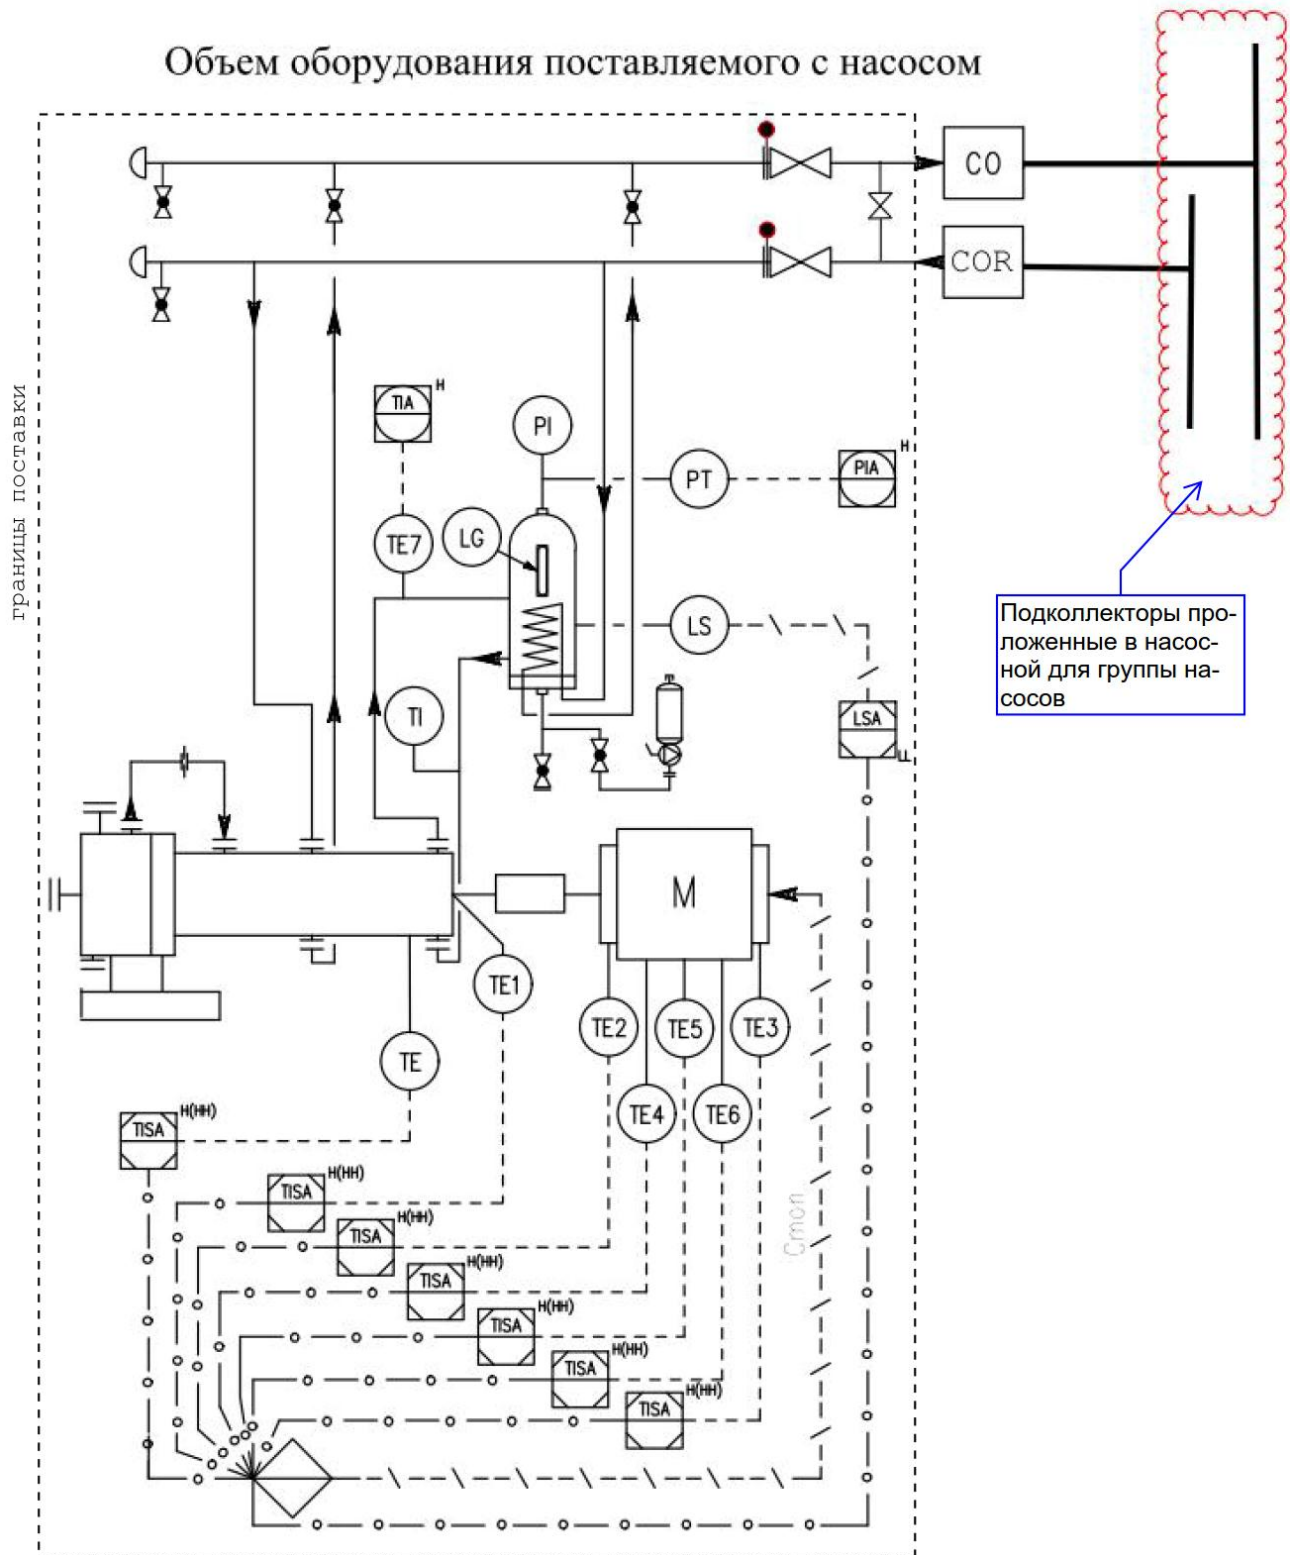 Объем оборудования поставляемого с насосом
CO
COR
границы поставки
TIA
H
PI
PT
PIA
H
TE7
LG
LS
Подколлекторы про-
ложенные в насос-
ной для группы на-
сосов
TI
LSA
M
TE1
TE2
TE5
TE3
TE
TE4
TE6
TISA
H(HH)
TISA
H(HH)
TISA
H(HH)
TISA
H(HH)
TISA
H(HH)
TISA
H(HH)
TISA
H(HH)
Стоп